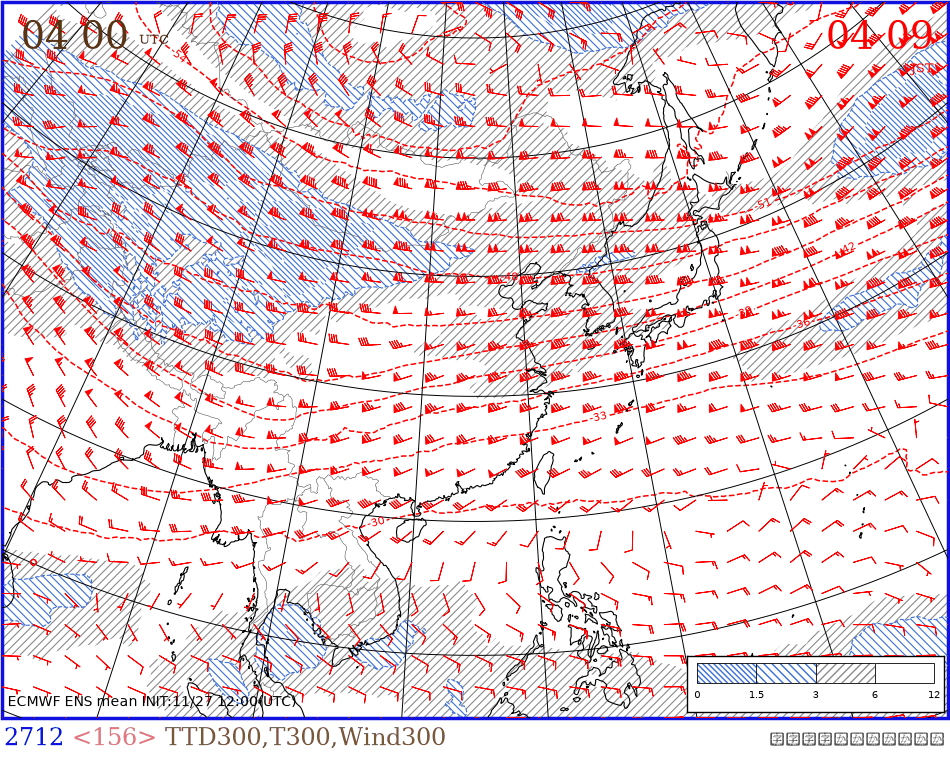 04 00 UTC
04 09
(JST)
-51
-42
-48
-36
-33
-30
0 1.5 3 6 12
ECMWF ENS mean INIT:11/27 12:00(UTC)
2712 <156> TTD300,T300,Wind300